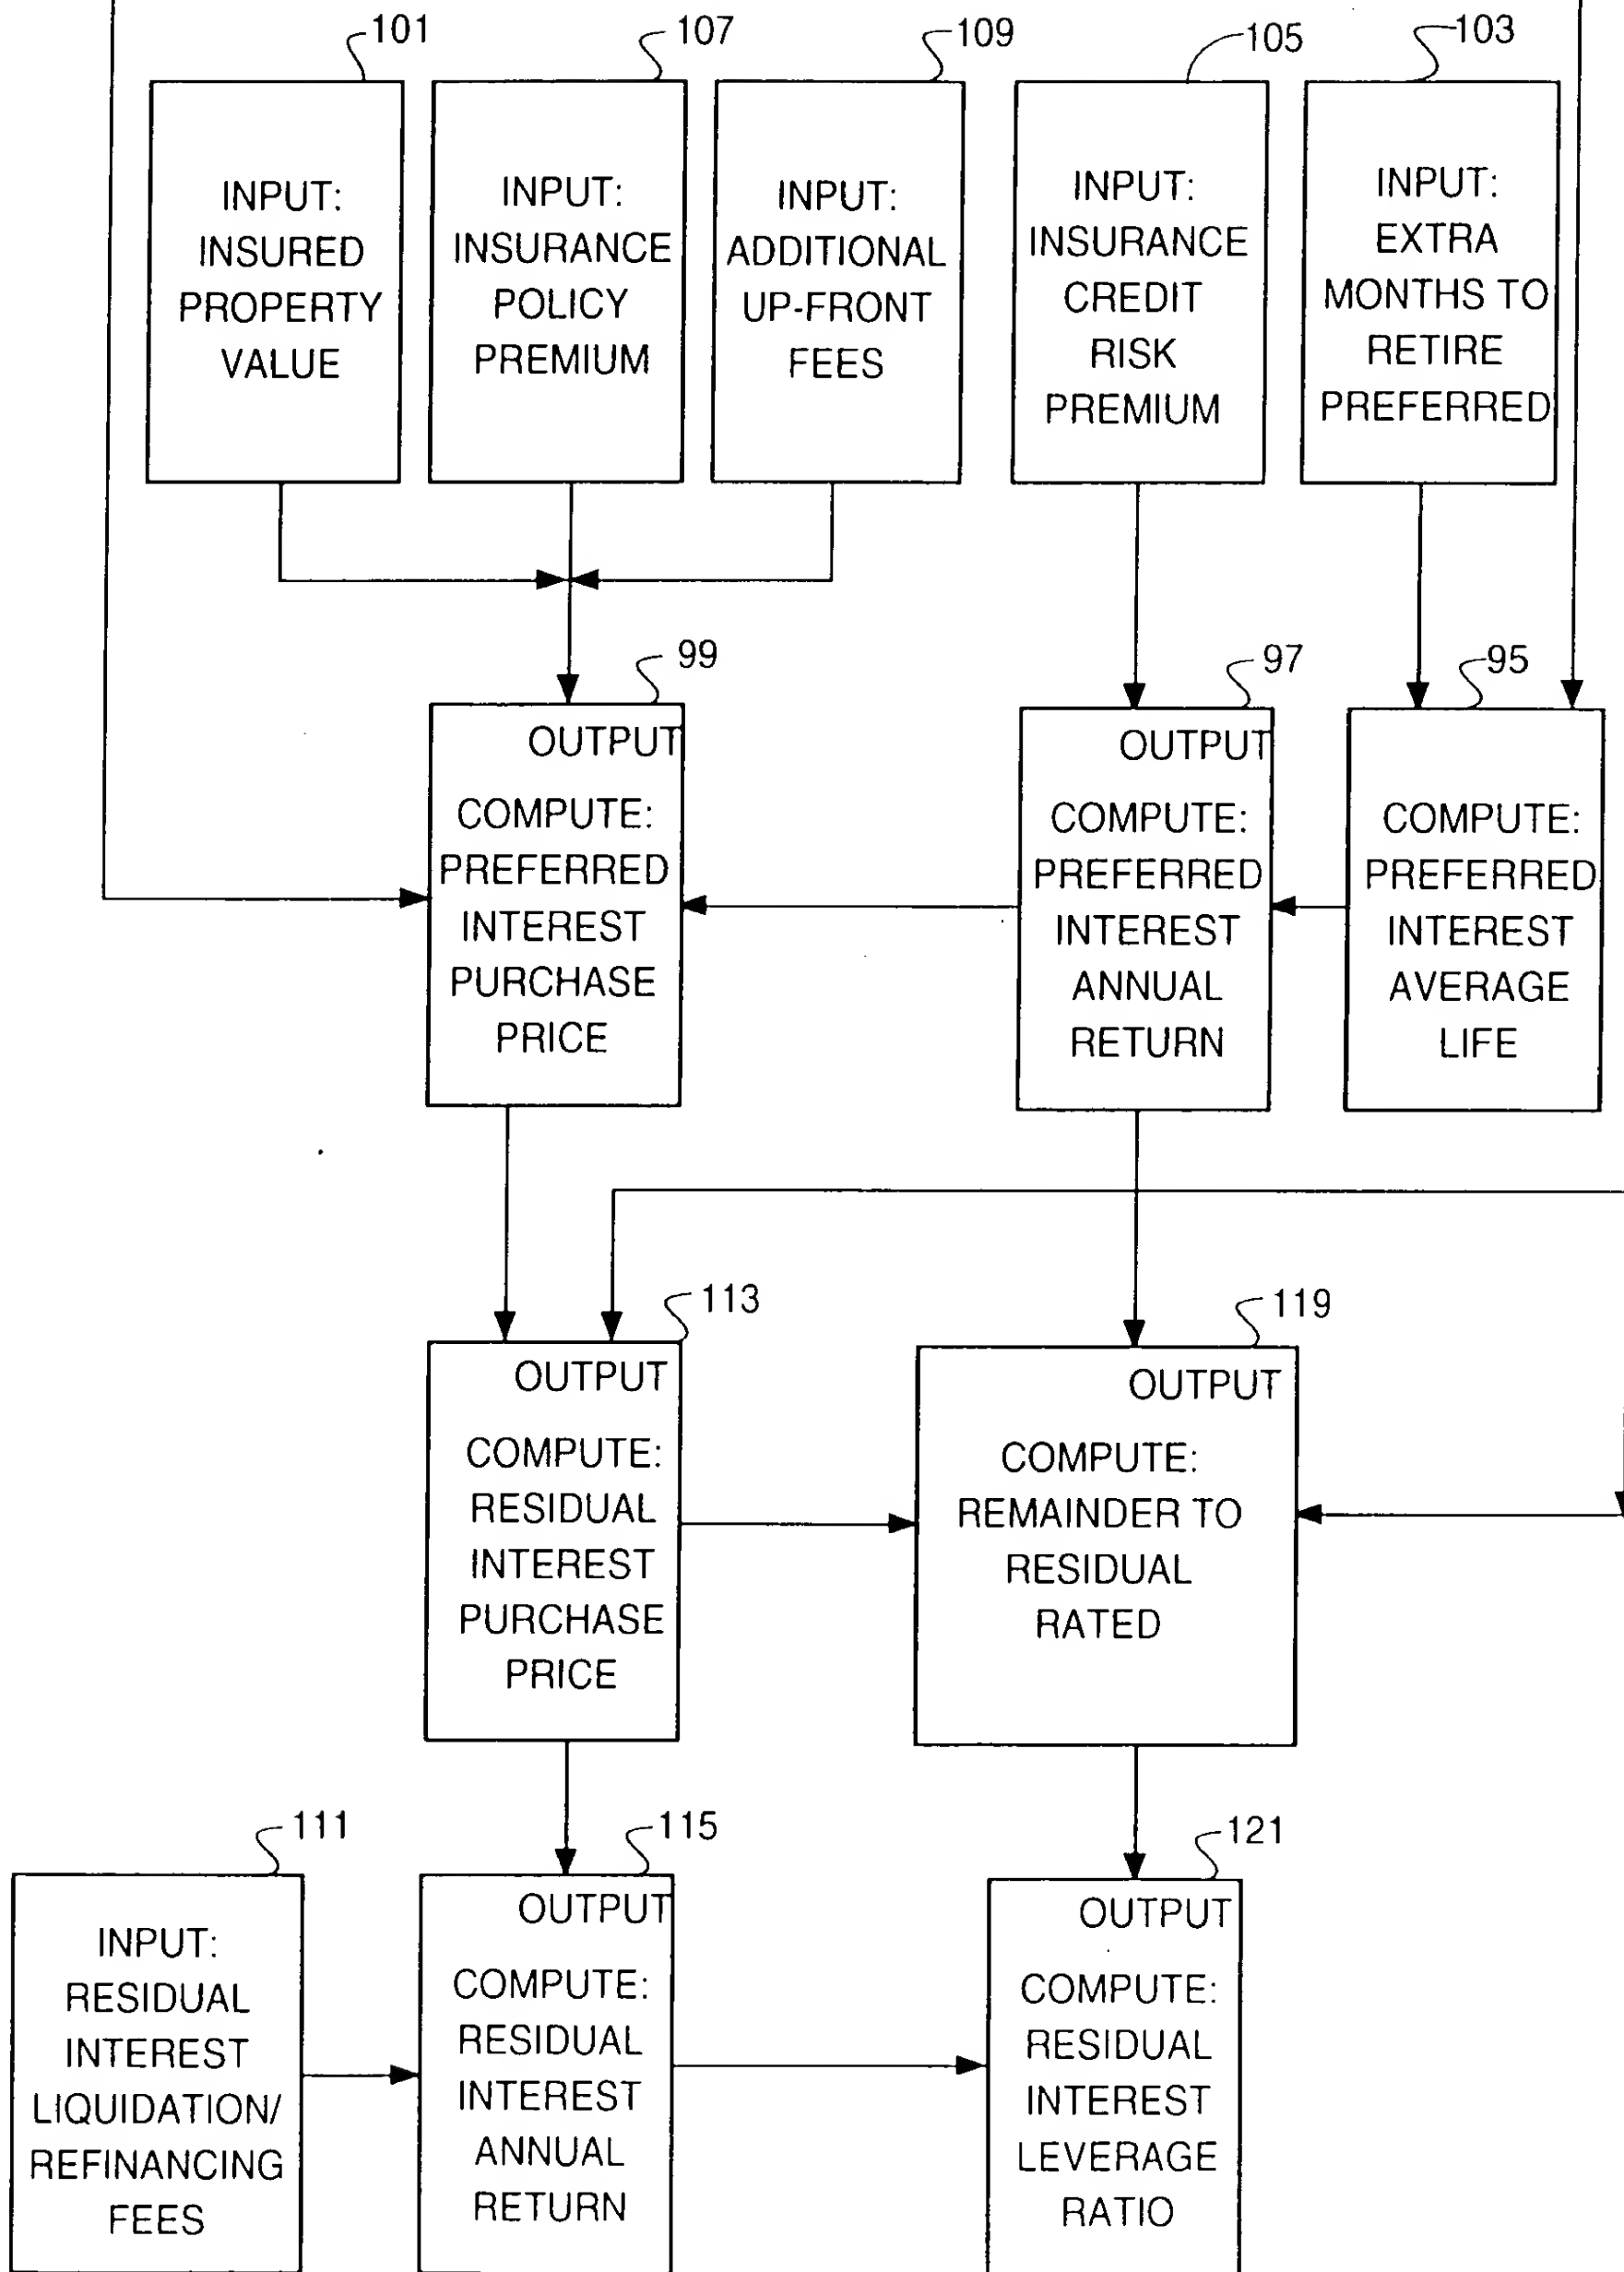 101
107
109
105
103
INPUT:
INSURED
PROPERTY
VALUE
INPUT:
INSURANCE
POLICY
PREMIUM
INPUT:
ADDITIONAL
UP-FRONT
FEES
INPUT:
INSURANCE
CREDIT
RISK
PREMIUM
INPUT:
EXTRA
MONTHS TO
RETIRE
PREFERRED
99
97
95
OUTPUT
COMPUTE:
PREFERRED
INTEREST
PURCHASE
PRICE
OUTPUT
COMPUTE:
PREFERRED
INTEREST
ANNUAL
RETURN
COMPUTE:
PREFERRED
INTEREST
AVERAGE
LIFE
113
119
OUTPUT
COMPUTE:
RESIDUAL
INTEREST
PURCHASE
PRICE
OUTPUT
COMPUTE:
REMAINDER TO
RESIDUAL
RATED
111
115
121
INPUT:
RESIDUAL
INTEREST
LIQUIDATION/
REFINANCING
FEES
OUTPUT
COMPUTE:
RESIDUAL
INTEREST
ANNUAL
RETURN
OUTPUT
COMPUTE:
RESIDUAL
INTEREST
LEVERAGE
RATIO